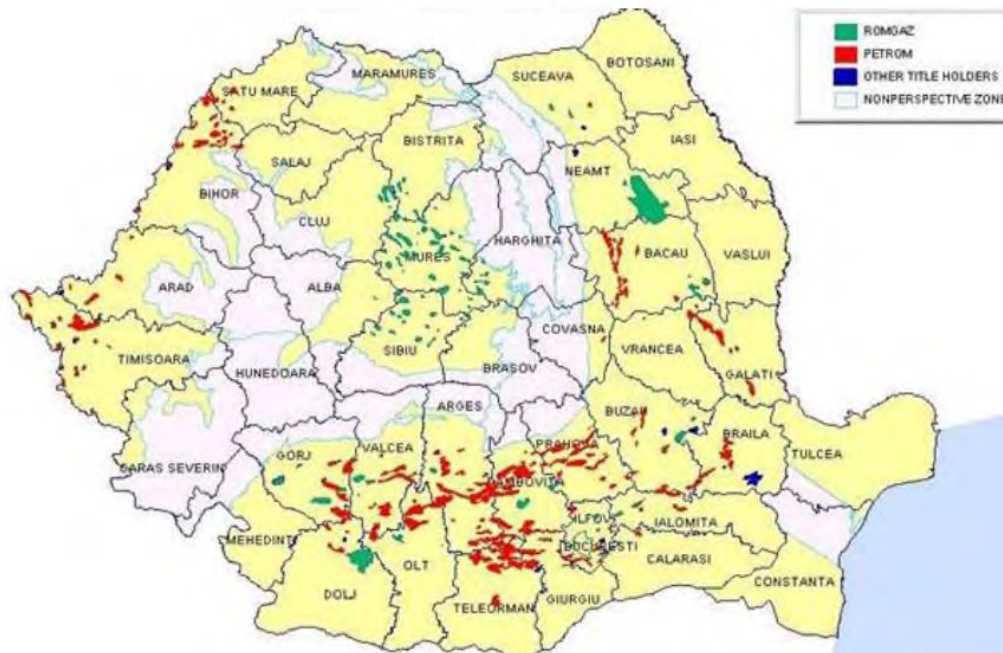 ROMGAZ
PETROM
OTHER TITLE HOLDERS
NONPERSPECTIVE ZONE
BOTOSANI
SUCEAVA
MARAMURES
SATU MARE
IASI
BISTRITA
SALAJ
NEAMT
BIHOR
CLUJ
HARGHITA
BACAU
VASLUI
MURES
ARAD
ALBA
COVASNA
SIBIU
VRANCEA
TIMISOARA
HUNEDOARA
BRASOV
GALATI
ARGES
BUZAU
BRAILA
PRAHOVA
VALCEA
GORJ
TULCEA
CARAS SEVERIN
DAMBOVITA
ILFOV
IALOMITA
MEHEDINTI
BUCURESTI
CALARASI
OLT
CONSTANTA
DOLJ
GIURGIU
TELEORMAN